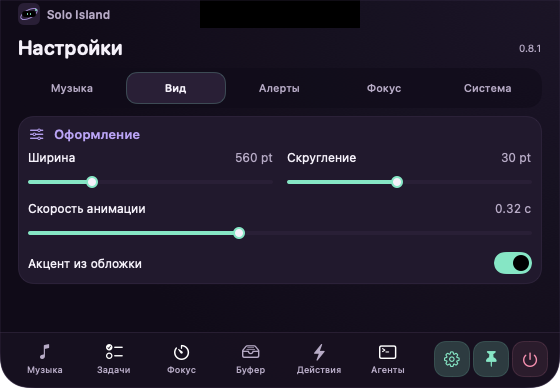 Solo Island
Настройки
0.8.1
Музыка
Вид
Алерты
Фокус
Система
Оформление
Ширина 560 pt
Скругление 30 pt
Скорость анимации 0.32 с
Акцент из обложки
Музыка
Задачи
Фокус
Буфер
Действия
Агенты